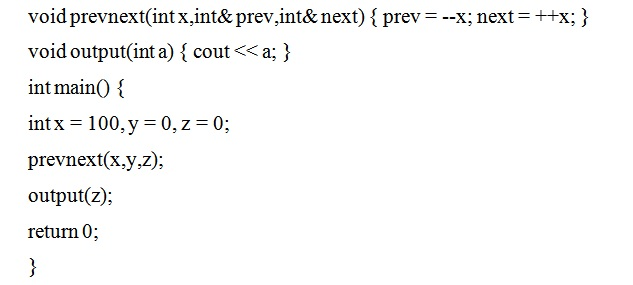 void prevnext(int x,int& prev,int& next) { prev = --x; next = ++x; }
void output(int a) { cout << a; }
int main() {
int x = 100, y = 0, z = 0;
prevnext(x,y,z);
output(z);
return 0;
}